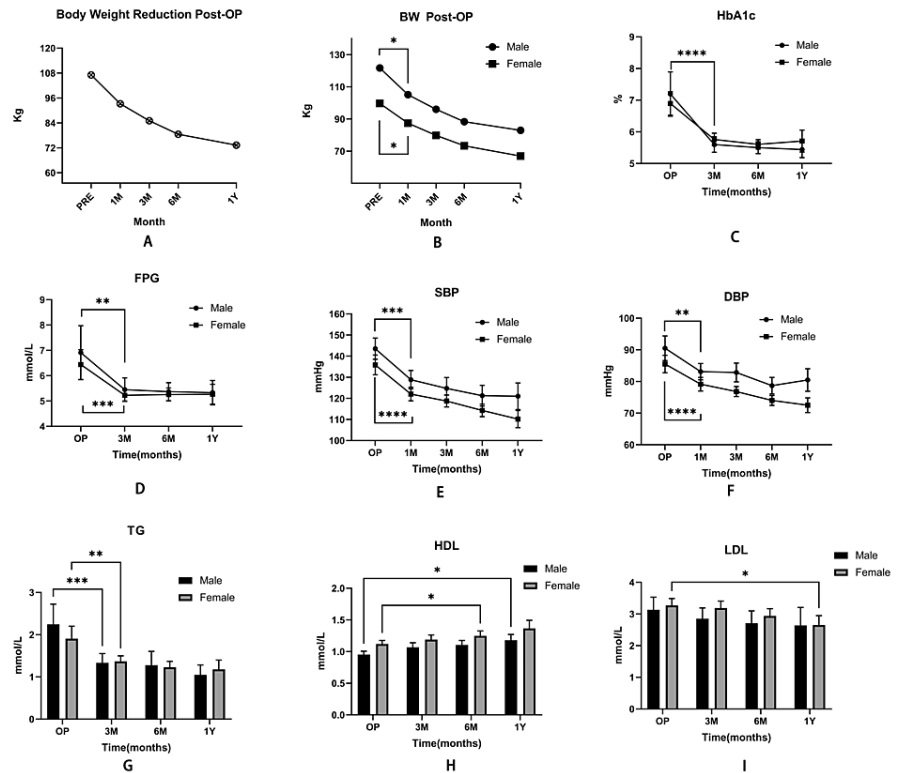 Body Weight Reduction Post-OP
120
108
96
84
72
60
Kg
PRE
1M
3M
6M
1Y
Month
A
BW Post-OP
*
Male
Female
130
110
90
70
Kg
*
PRE
1M
3M
6M
1Y
Month
B
HbA1c
****
Male
Female
9
8
7
6
5
%
OP
3M
6M
1Y
Time(months)
C
FPG
**
Male
Female
9
8
7
6
5
4
mmol/L
***
OP
3M
6M
1Y
Time(months)
D
SBP
***
Male
Female
160
150
140
130
120
110
100
mmHg
****
OP
1M
3M
6M
1Y
Time(months)
E
DBP
**
Male
Female
100
90
80
70
60
mmHg
****
OP
1M
3M
6M
1Y
Time(months)
F
TG
**
***
Male
Female
3
2
1
0
mmol/L
OP
3M
6M
1Y
Time(months)
G
HDL
*
*
Male
Female
2.0
1.5
1.0
0.5
0.0
mmol/L
OP
3M
6M
1Y
Time(months)
H
LDL
*
Male
Female
4
3
2
1
0
mmol/L
OP
3M
6M
1Y
Time(months)
I